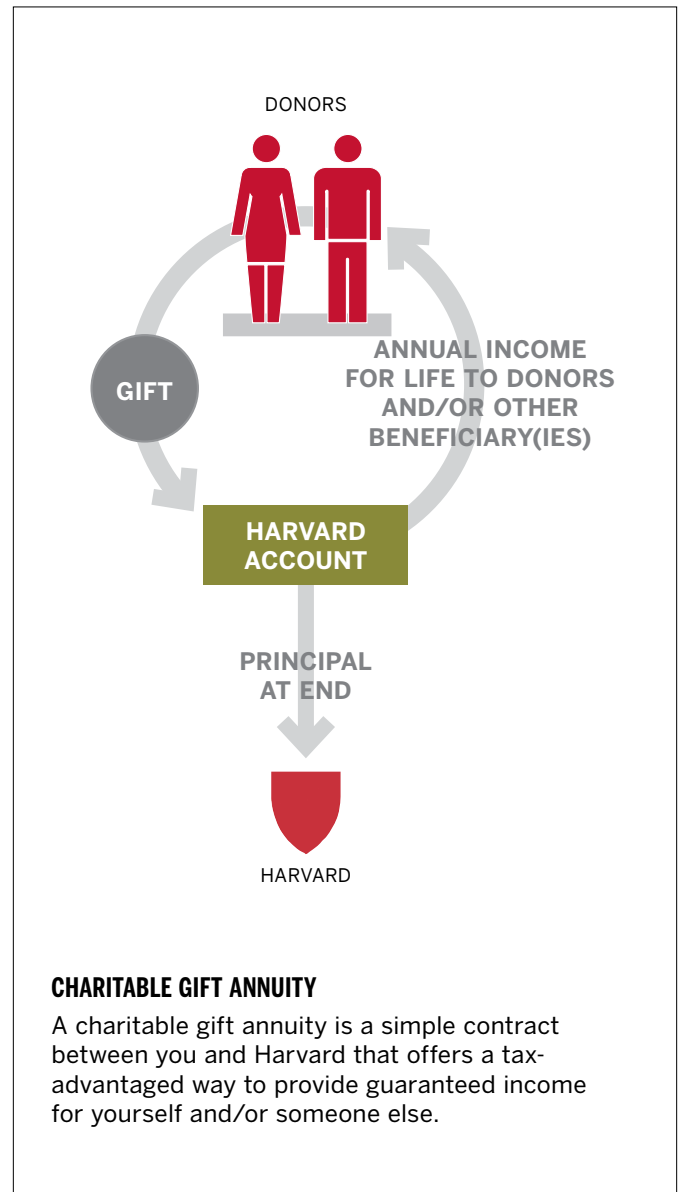 DONORS
GIFT
ANNUAL INCOME
FOR LIFE TO DONORS
AND/OR OTHER
BENEFICIARY(IES)
HARVARD
ACCOUNT
PRINCIPAL
AT END
HARVARD
CHARITABLE GIFT ANNUITY
A charitable gift annuity is a simple contract
between you and Harvard that offers a tax-
advantaged way to provide guaranteed income
for yourself and/or someone else.